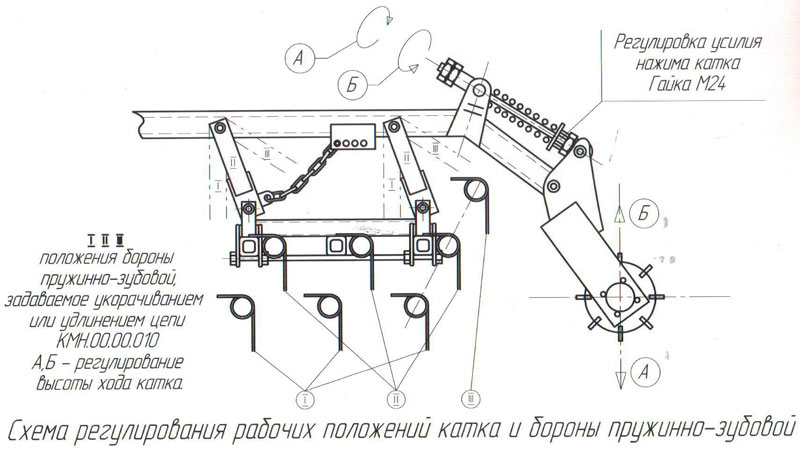 А
Б
Регулировка усилия
нажима катка
Гайка М24
II
III
I
II
III
I
Б
I II III
положения бороны
пружинно-зубовой,
задаваемое укорачиванием
или удлинением цепи
КМН.00.00.010
А,Б – регулирование
высоты хода катка.
А
I
II
III
Схема регулирования рабочих положений катка и бороны пружинно-зубовой